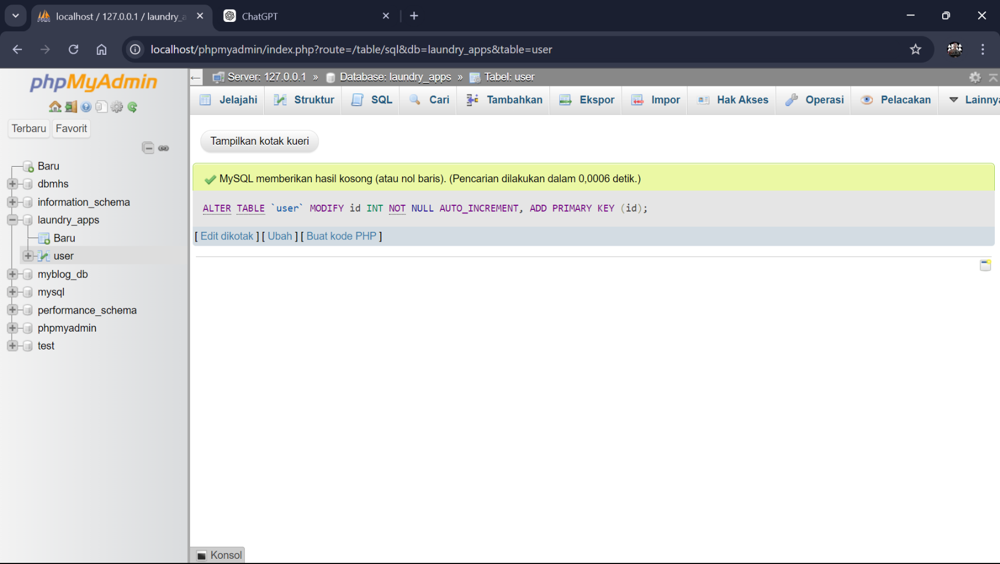 localhost / 127.0.0.1 / laundry_a
ChatGPT
localhost/phpmyadmin/index.php?route=/table/sql&db=laundry_apps&table=user
phpMyAdmin
Terbaru
Favorit
Baru
dbmhs
information_schema
laundry_apps
Baru
user
myblog_db
mysql
performance_schema
phpmyadmin
test
Server: 127.0.0.1 » Database: laundry_apps » Tabel: user
Jelajahi
Struktur
SQL
Cari
Tambahkan
Ekspor
Impor
Hak Akses
Operasi
Pelacakan
Lainnya
Tampilkan kotak kueri
MySQL memberikan hasil kosong (atau nol baris). (Pencarian dilakukan dalam 0,0006 detik.)
ALTER TABLE `user` MODIFY id INT NOT NULL AUTO_INCREMENT, ADD PRIMARY KEY (id);
[ Edit dikotak ] [ Ubah ] [ Buat kode PHP ]
Konsol